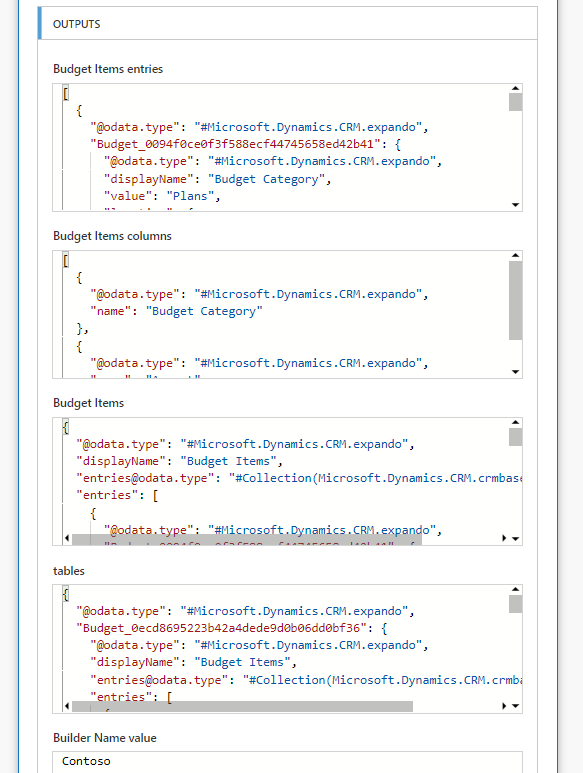 OUTPUTS
Budget Items entries
[
{
"@odata.type": "#Microsoft.Dynamics.CRM.expando",
"Budget_0094f0ce0f3f588ecf44745658ed42b41": {
"@odata.type": "#Microsoft.Dynamics.CRM.expando",
"displayName": "Budget Category",
"value": "Plans",
Budget Items columns
[
{
"@odata.type": "#Microsoft.Dynamics.CRM.expando",
"name": "Budget Category"
},
{
"@odata.type": "#Microsoft.Dynamics.CRM.expando",
Budget Items
{
"@odata.type": "#Microsoft.Dynamics.CRM.expando",
"displayName": "Budget Items",
"entries@odata.type": "#Collection(Microsoft.Dynamics.CRM.crmbase
"entries": [
{
"@odata.type": "#Microsoft.Dynamics.CRM.expando",
tables
{
"@odata.type": "#Microsoft.Dynamics.CRM.expando",
"Budget_0ecd8695223b42a4dede9d0b06dd0bf36": {
"@odata.type": "#Microsoft.Dynamics.CRM.expando",
"displayName": "Budget Items",
"entries@odata.type": "#Collection(Microsoft.Dynamics.CRM.crmba
"entries": [
Builder Name value
Contoso